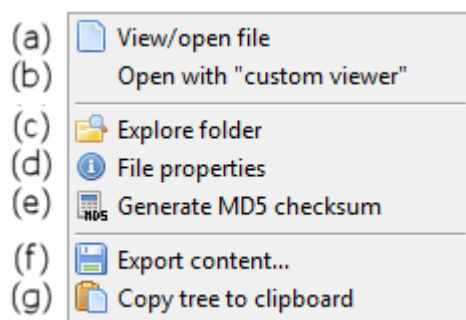 (a) View/open file
(b) Open with "custom viewer"
(c) Explore folder
(d) File properties
(e) MD5 Generate MD5 checksum
(f) Export content...
(g) Copy tree to clipboard